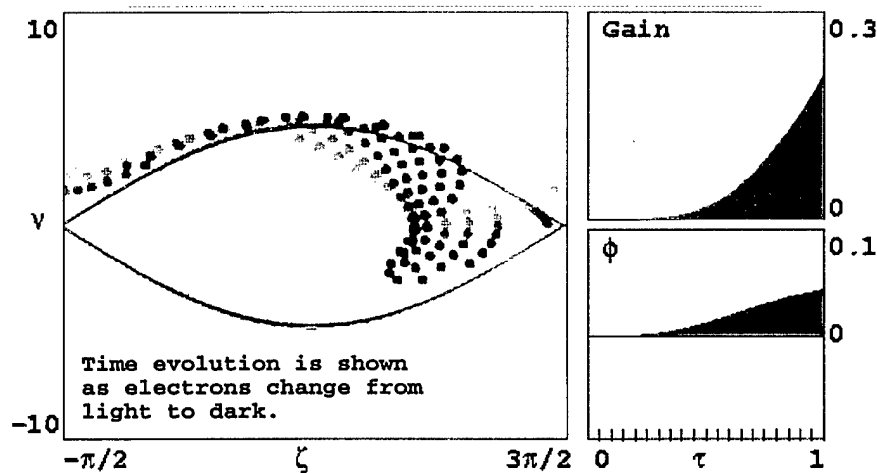 10
ν
-10
-π/2
ζ
3π/2
Time evolution is shown
as electrons change from
light to dark.
Gain
0.3
0
ϕ
0.1
0
0
τ
1